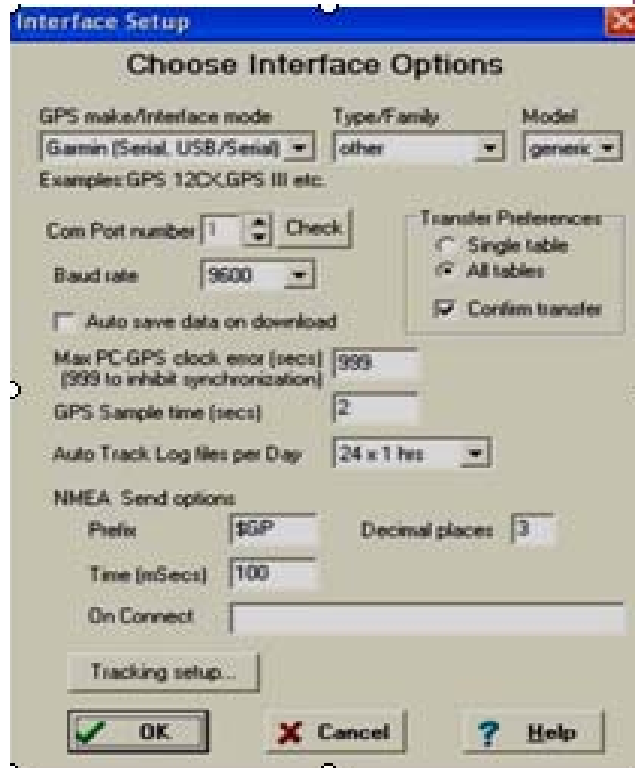 Interface Setup
Choose Interface Options
GPS make/Interface mode Type/Family Model
Garmin (Serial, USB/Serial) other generic
Examples:GPS 12CX,GPS III etc.
Com Port number 1 Check
Transfer Preferences
Single table
All tables
Confirm transfer
Baud rate 9600
Auto save data on download
Max PC-GPS clock error (secs) 999
(999 to inhibit synchronization)
GPS Sample time (secs) 2
Auto Track Log files per Day 24 x 1 hrs
NMEA Send options
Prefix $GP Decimal places 3
Time (mSecs) 100
On Connect
Tracking setup...
OK Cancel Help